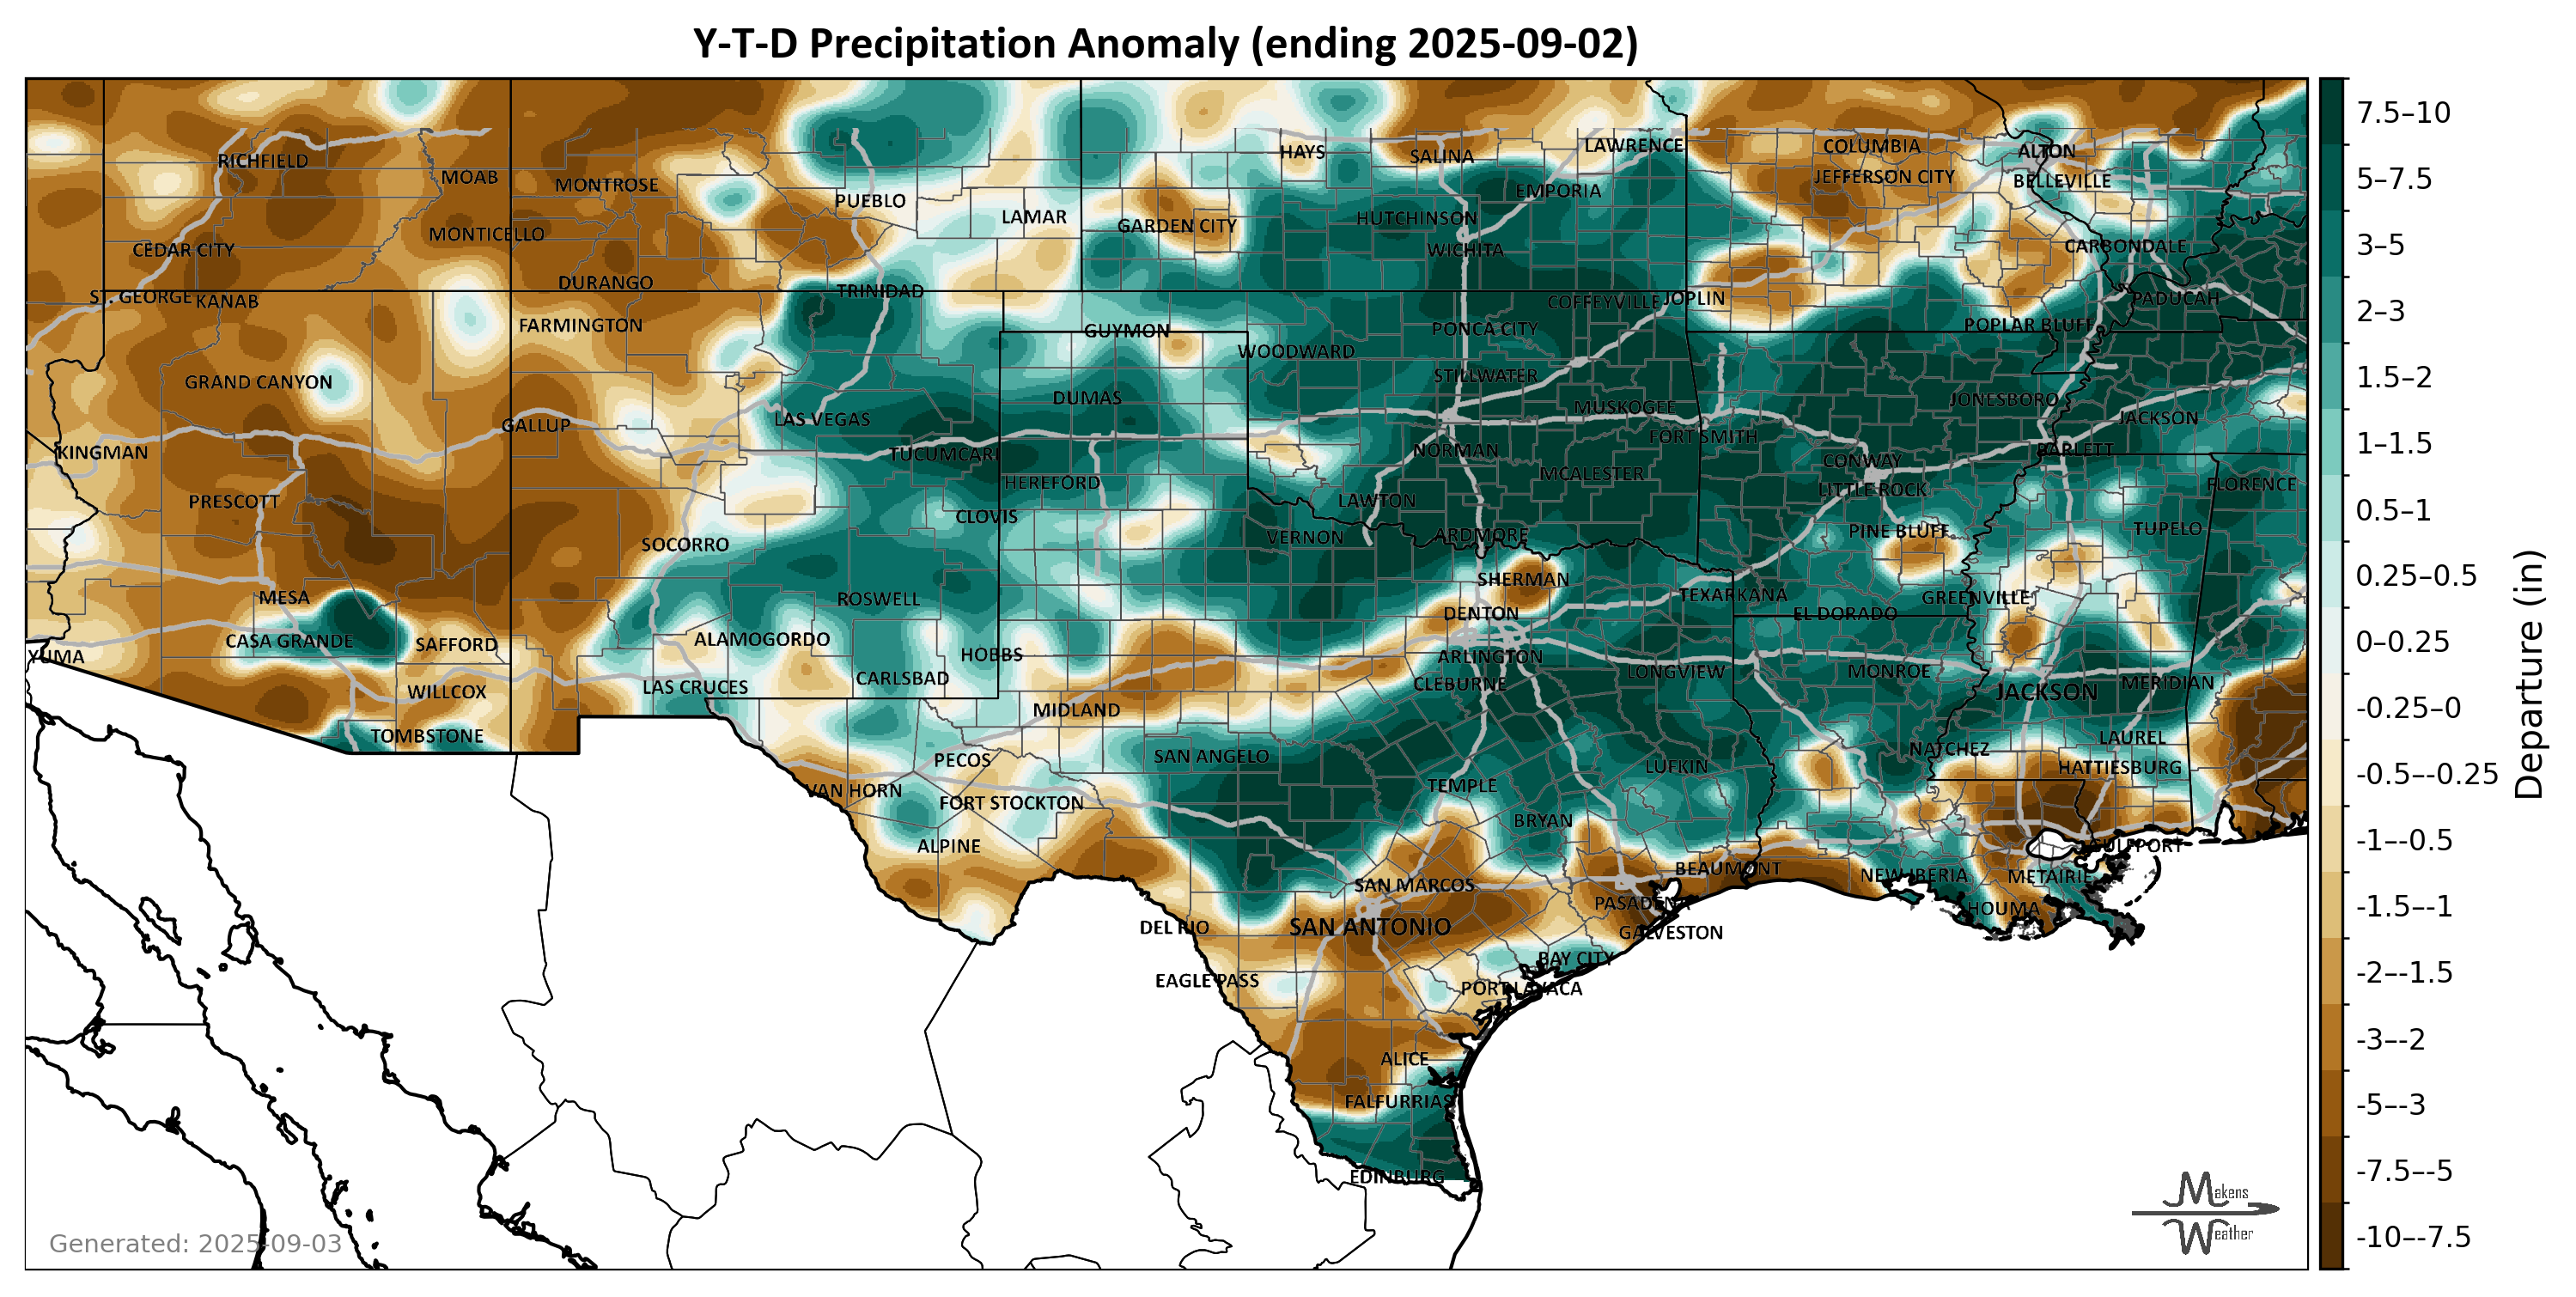 Y-T-D Precipitation Anomaly (ending 2025-09-02)
RICHFIELD
MOAB
MONTROSE
PUEBLO
LAMAR
HAYS
SALINA
LAWRENCE
COLUMBIA
ALTON
JEFFERSON CITY
BELLEVILLE
EMPORIA
GARDEN CITY
HUTCHINSON
WICHITA
MONTICELLO
CEDAR CITY
CARBONDALE
DURANGO
TRINIDAD
ST. GEORGE
KANAB
COFFEYVILLE
JOPLIN
PADUCAH
FARMINGTON
GUYMON
PONCA CITY
POPLAR BLUFF
WOODWARD
GRAND CANYON
STILLWATER
DUMAS
MUSKOGEE
JONESBORO
JACKSON
GALLUP
LAS VEGAS
FORT SMITH
KINGMAN
TUCUMCARI
NORMAN
BARLETT
CONWAY
MCALESTER
HEREFORD
LITTLE ROCK
FLORENCE
PRESCOTT
LAWTON
CLOVIS
PINE BLUFF
TUPELO
SOCORRO
VERNON
ARDMORE
SHERMAN
MESA
ROSWELL
TEXARKANA
GREENVILLE
DENTON
EL DORADO
CASA GRANDE
SAFFORD
ALAMOGORDO
HOBBS
ARLINGTON
YUMA
LONGVIEW
MONROE
CARLSBAD
CLEBURNE
LAS CRUCES
WILLCOX
JACKSON
MERIDIAN
MIDLAND
TOMBSTONE
LAUREL
NATCHEZ
SAN ANGELO
PECOS
LUFKIN
HATTIESBURG
VAN HORN
TEMPLE
FORT STOCKTON
BRYAN
ALPINE
GULFPORT
BEAUMONT
NEW IBERIA
METAIRIE
SAN MARCOS
PASADENA
HOUMA
DEL RIO
SAN ANTONIO
GALVESTON
BAY CITY
EAGLE PASS
PORT LAVACA
ALICE
FALFURRIAS
EDINBURG
7.5–10
5–7.5
3–5
2–3
1.5–2
1–1.5
0.5–1
0.25–0.5
0–0.25
-0.25–0
-0.5–-0.25
-1–-0.5
-1.5–-1
-2–-1.5
-3–-2
-5–-3
-7.5–-5
-10–-7.5
Departure (in)
Generated: 2025-09-03
Makens
Weather